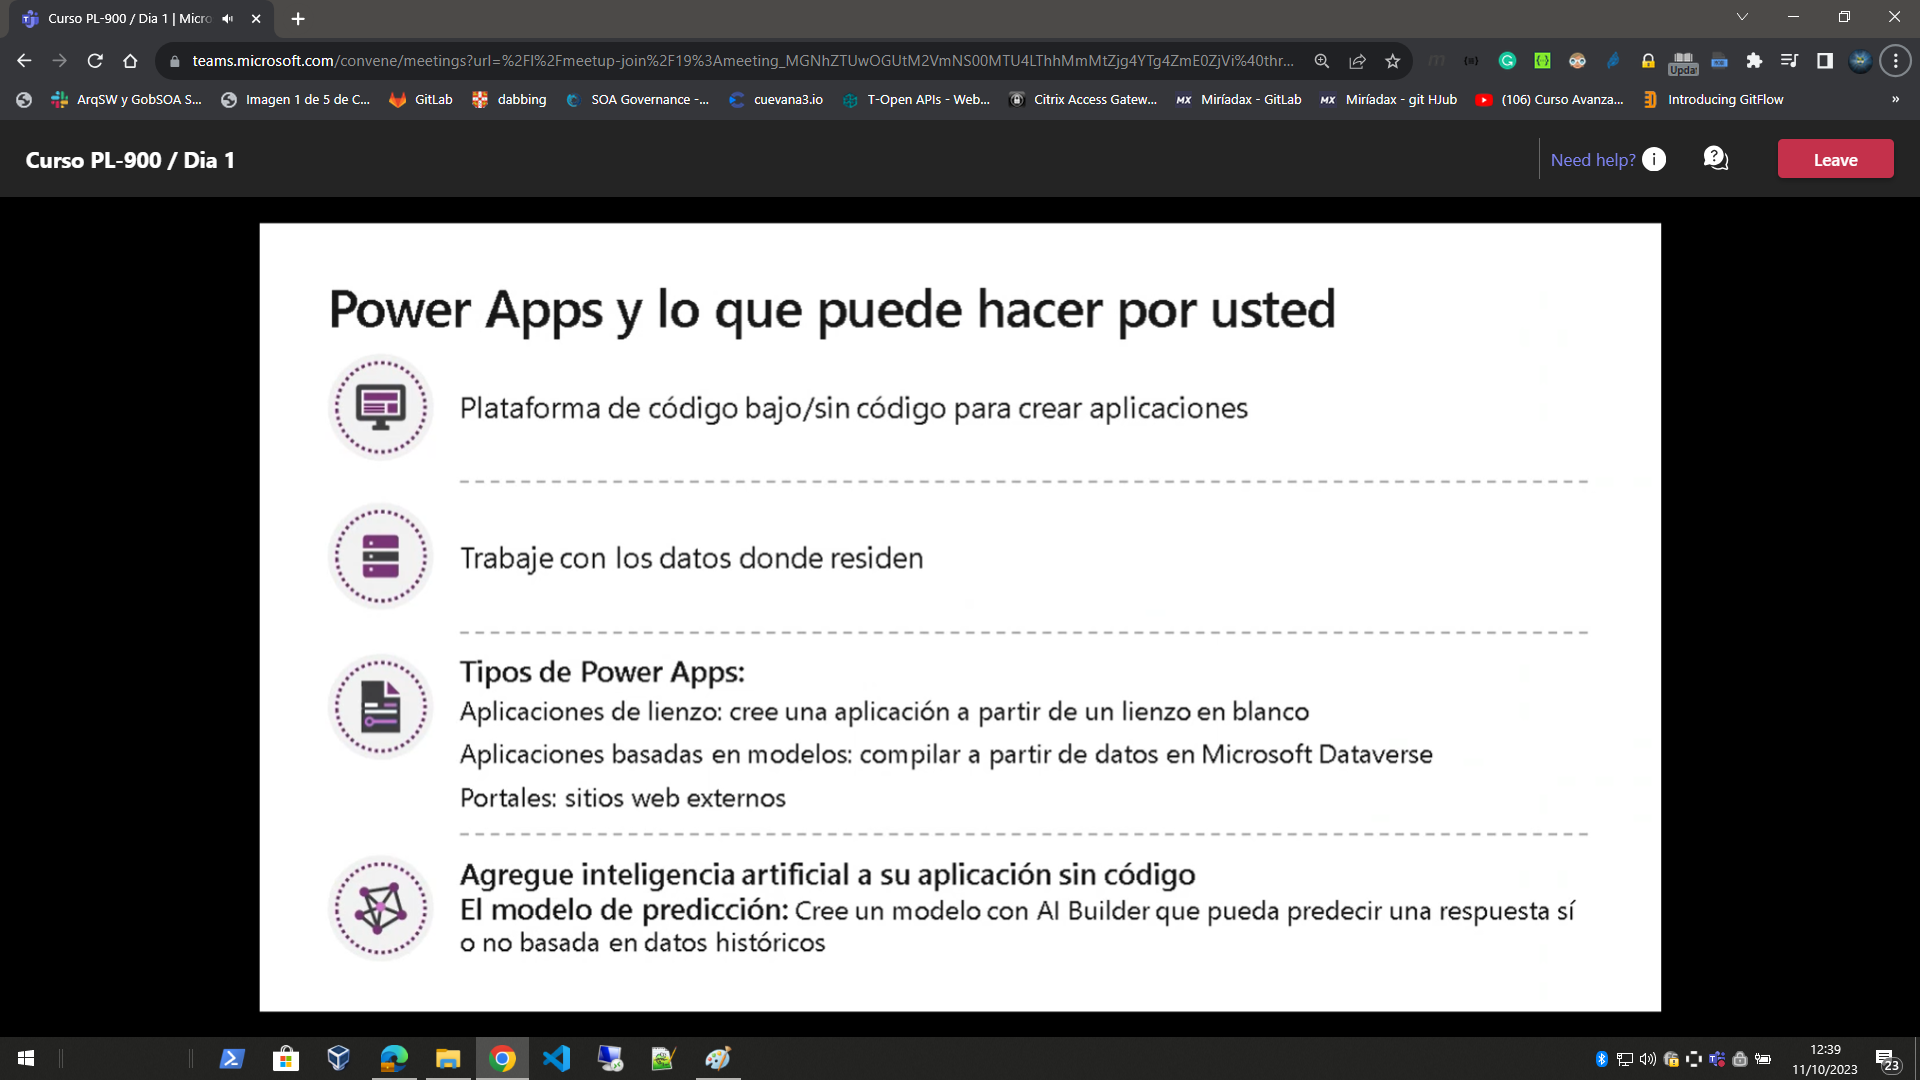 Curso PL-900 / Dia 1 | Micro
teams.microsoft.com/convene/meetings?url=%2Fl%2Fmeetup-join%2F19%3Ameeting_MGNhZTUwOGUtM2VmNS00MTU4LThhMmMtZjg4YTg4ZmE0ZjVi%40thr...
Upda
ArqSW y GobSOA S...
Imagen 1 de 5 de C...
GitLab
dabbing
SOA Governance -...
cuevana3.io
T-Open APIs - Web...
Citrix Access Gatew...
MX Miríadax - GitLab
MX Miríadax - git HJub
(106) Curso Avanza...
Introducing GitFlow
»
Curso PL-900 / Dia 1
Need help?
Leave
Power Apps y lo que puede hacer por usted
Plataforma de código bajo/sin código para crear aplicaciones
Trabaje con los datos donde residen
Tipos de Power Apps:
Aplicaciones de lienzo: cree una aplicación a partir de un lienzo en blanco
Aplicaciones basadas en modelos: compilar a partir de datos en Microsoft Dataverse
Portales: sitios web externos
Agregue inteligencia artificial a su aplicación sin código
El modelo de predicción: Cree un modelo con AI Builder que pueda predecir una respuesta sí
o no basada en datos históricos
12:39
11/10/2023
23